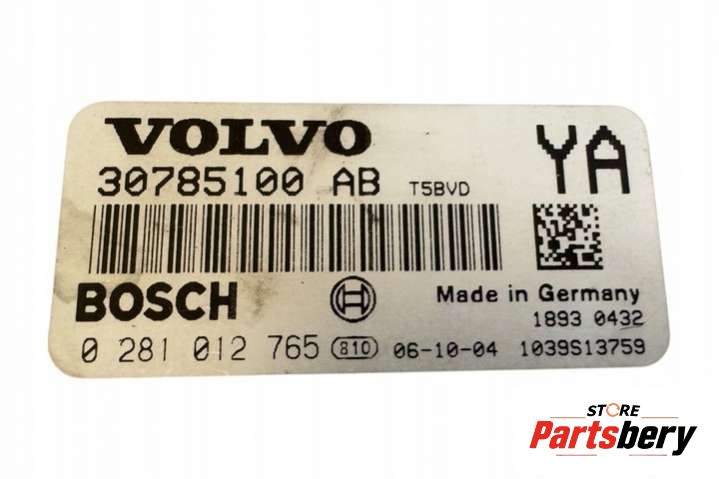 VOLVO
30785100 AB T5BVD
YA
BOSCH
Made in Germany
1893 0432
0 281 012 765 810 06-10-04 1039S13759
STORE
Partsbery